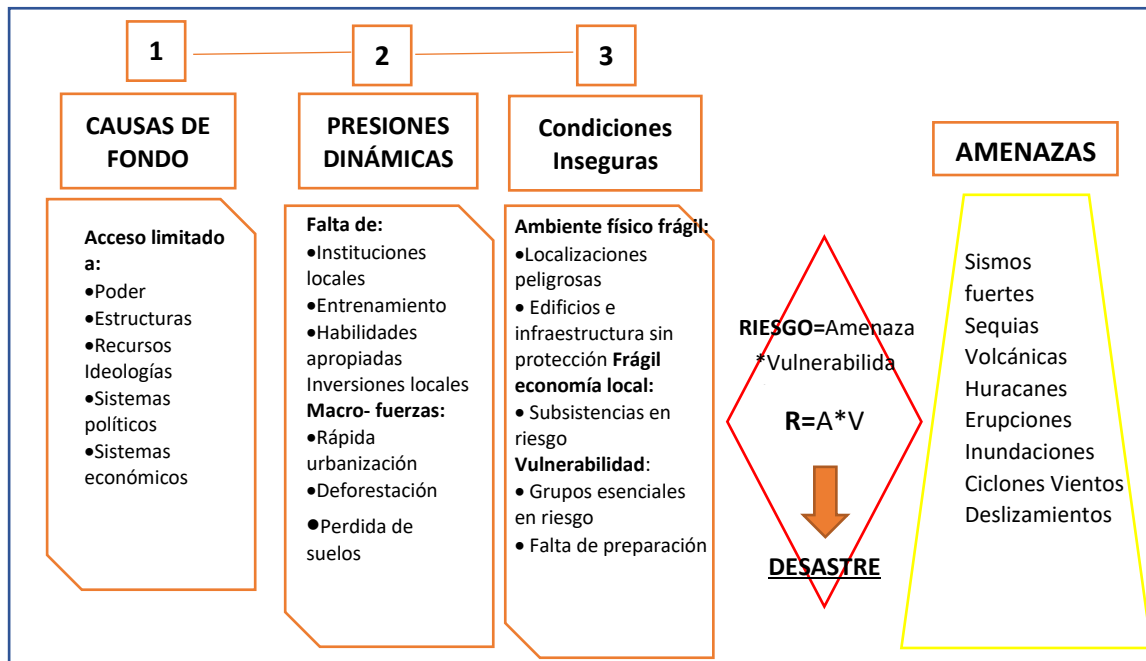 1
2
3
CAUSAS DE
FONDO
Acceso limitado
a:
•Poder
•Estructuras
•Recursos
Ideologías
•Sistemas
políticos
•Sistemas
económicos
PRESIONES
DINÁMICAS
Falta de:
•Instituciones
locales
•Entrenamiento
•Habilidades
apropiadas
Inversiones locales
Macro- fuerzas:
•Rápida
urbanización
•Deforestación
•Perdida de
suelos
Condiciones
Inseguras
Ambiente físico frágil:
•Localizaciones
peligrosas
• Edificios e
infraestructura sin
protección Frágil
economía local:
• Subsistencias en
riesgo
Vulnerabilidad:
• Grupos esenciales
en riesgo
• Falta de preparación
RIESGO=Amenaza
*Vulnerabilida
R=A*V
DESASTRE
AMENAZAS
Sismos
fuertes
Sequias
Volcánicas
Huracanes
Erupciones
Inundaciones
Ciclones Vientos
Deslizamientos